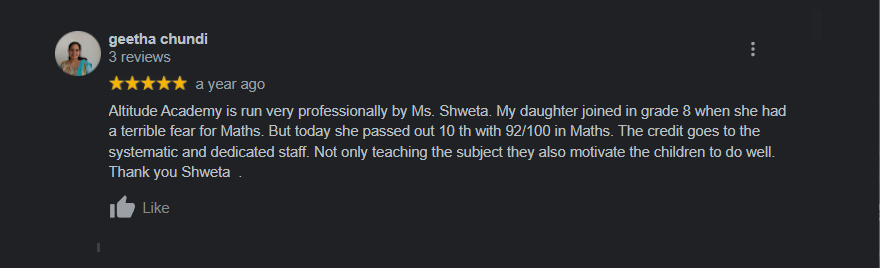 geetha chundi
3 reviews
a year ago
Altitude Academy is run very professionally by Ms. Shweta. My daughter joined in grade 8 when she had
a terrible fear for Maths. But today she passed out 10 th with 92/100 in Maths. The credit goes to the
systematic and dedicated staff. Not only teaching the subject they also motivate the children to do well.
Thank you Shweta  .
Like